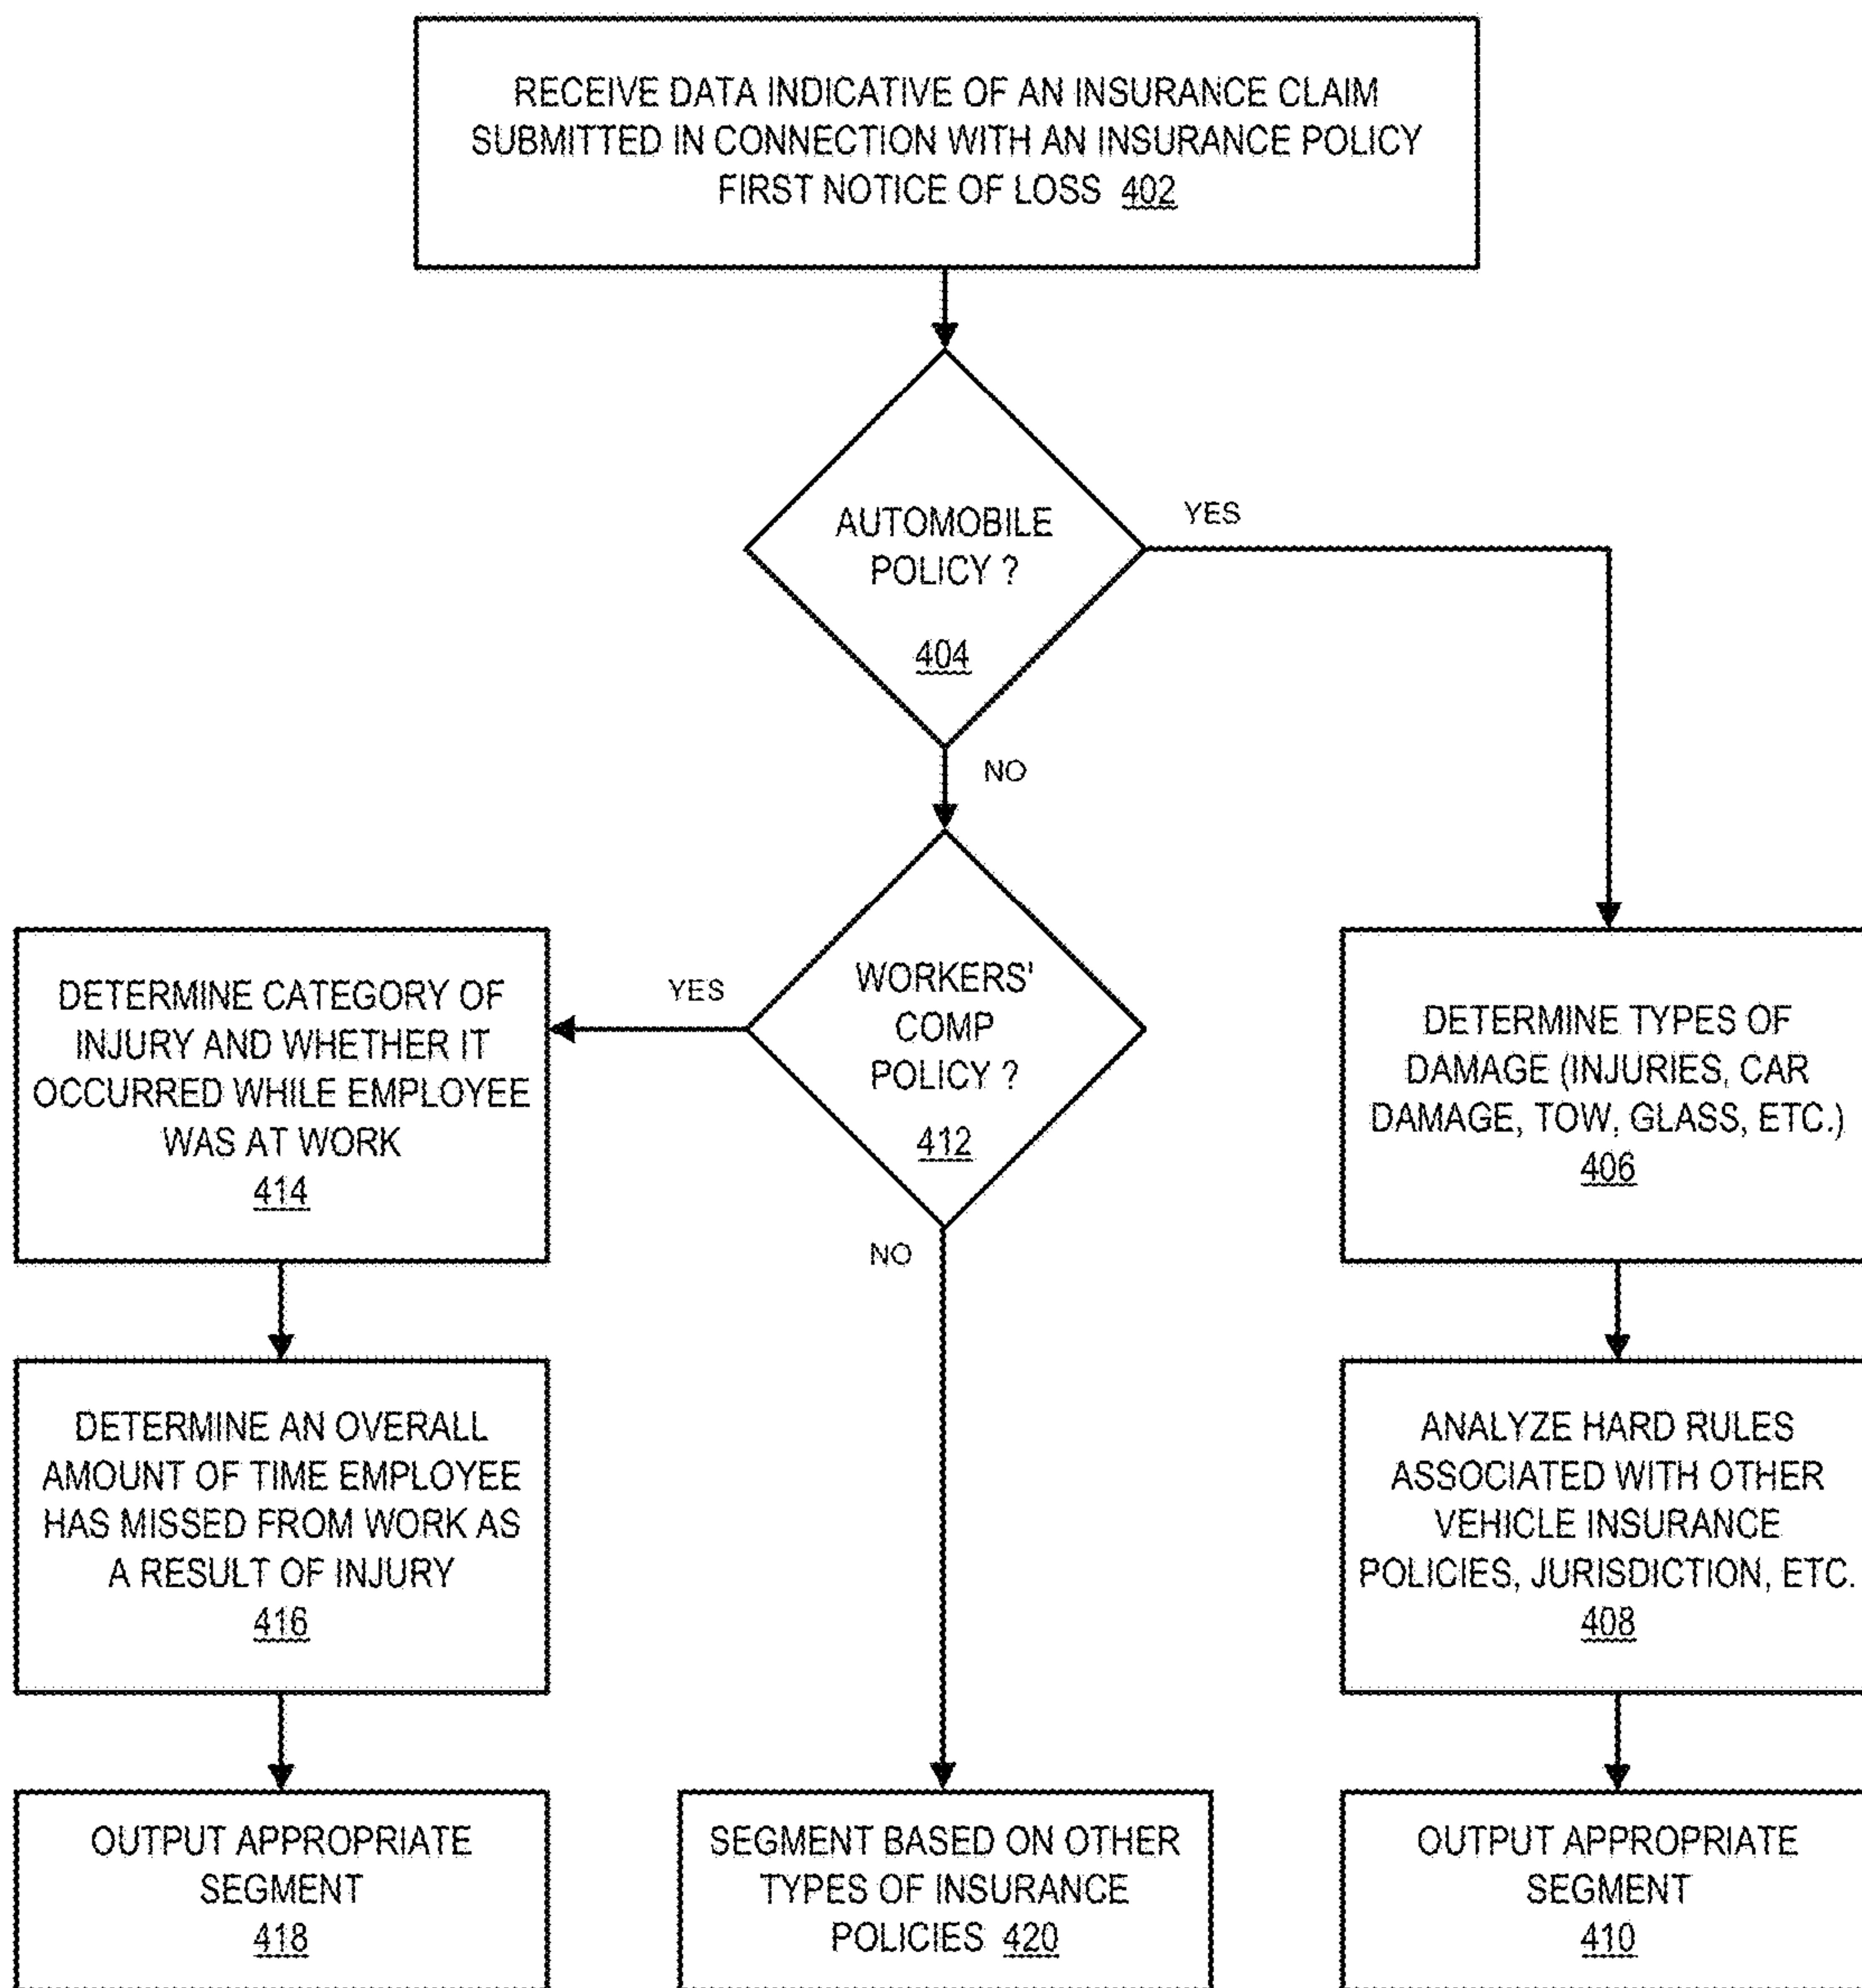 RECEIVE DATA INDICATIVE OF AN INSURANCE CLAIM
SUBMITTED IN CONNECTION WITH AN INSURANCE POLICY
FIRST NOTICE OF LOSS 402
AUTOMOBILE
POLICY ?
404
YES
NO
WORKERS'
COMP
POLICY ?
412
YES
NO
DETERMINE CATEGORY OF
INJURY AND WHETHER IT
OCCURRED WHILE EMPLOYEE
WAS AT WORK
414
DETERMINE TYPES OF
DAMAGE (INJURIES, CAR
DAMAGE, TOW, GLASS, ETC.)
406
DETERMINE AN OVERALL
AMOUNT OF TIME EMPLOYEE
HAS MISSED FROM WORK AS
A RESULT OF INJURY
416
ANALYZE HARD RULES
ASSOCIATED WITH OTHER
VEHICLE INSURANCE
POLICIES, JURISDICTION, ETC.
408
OUTPUT APPROPRIATE
SEGMENT
418
SEGMENT BASED ON OTHER
TYPES OF INSURANCE
POLICIES 420
OUTPUT APPROPRIATE
SEGMENT
410